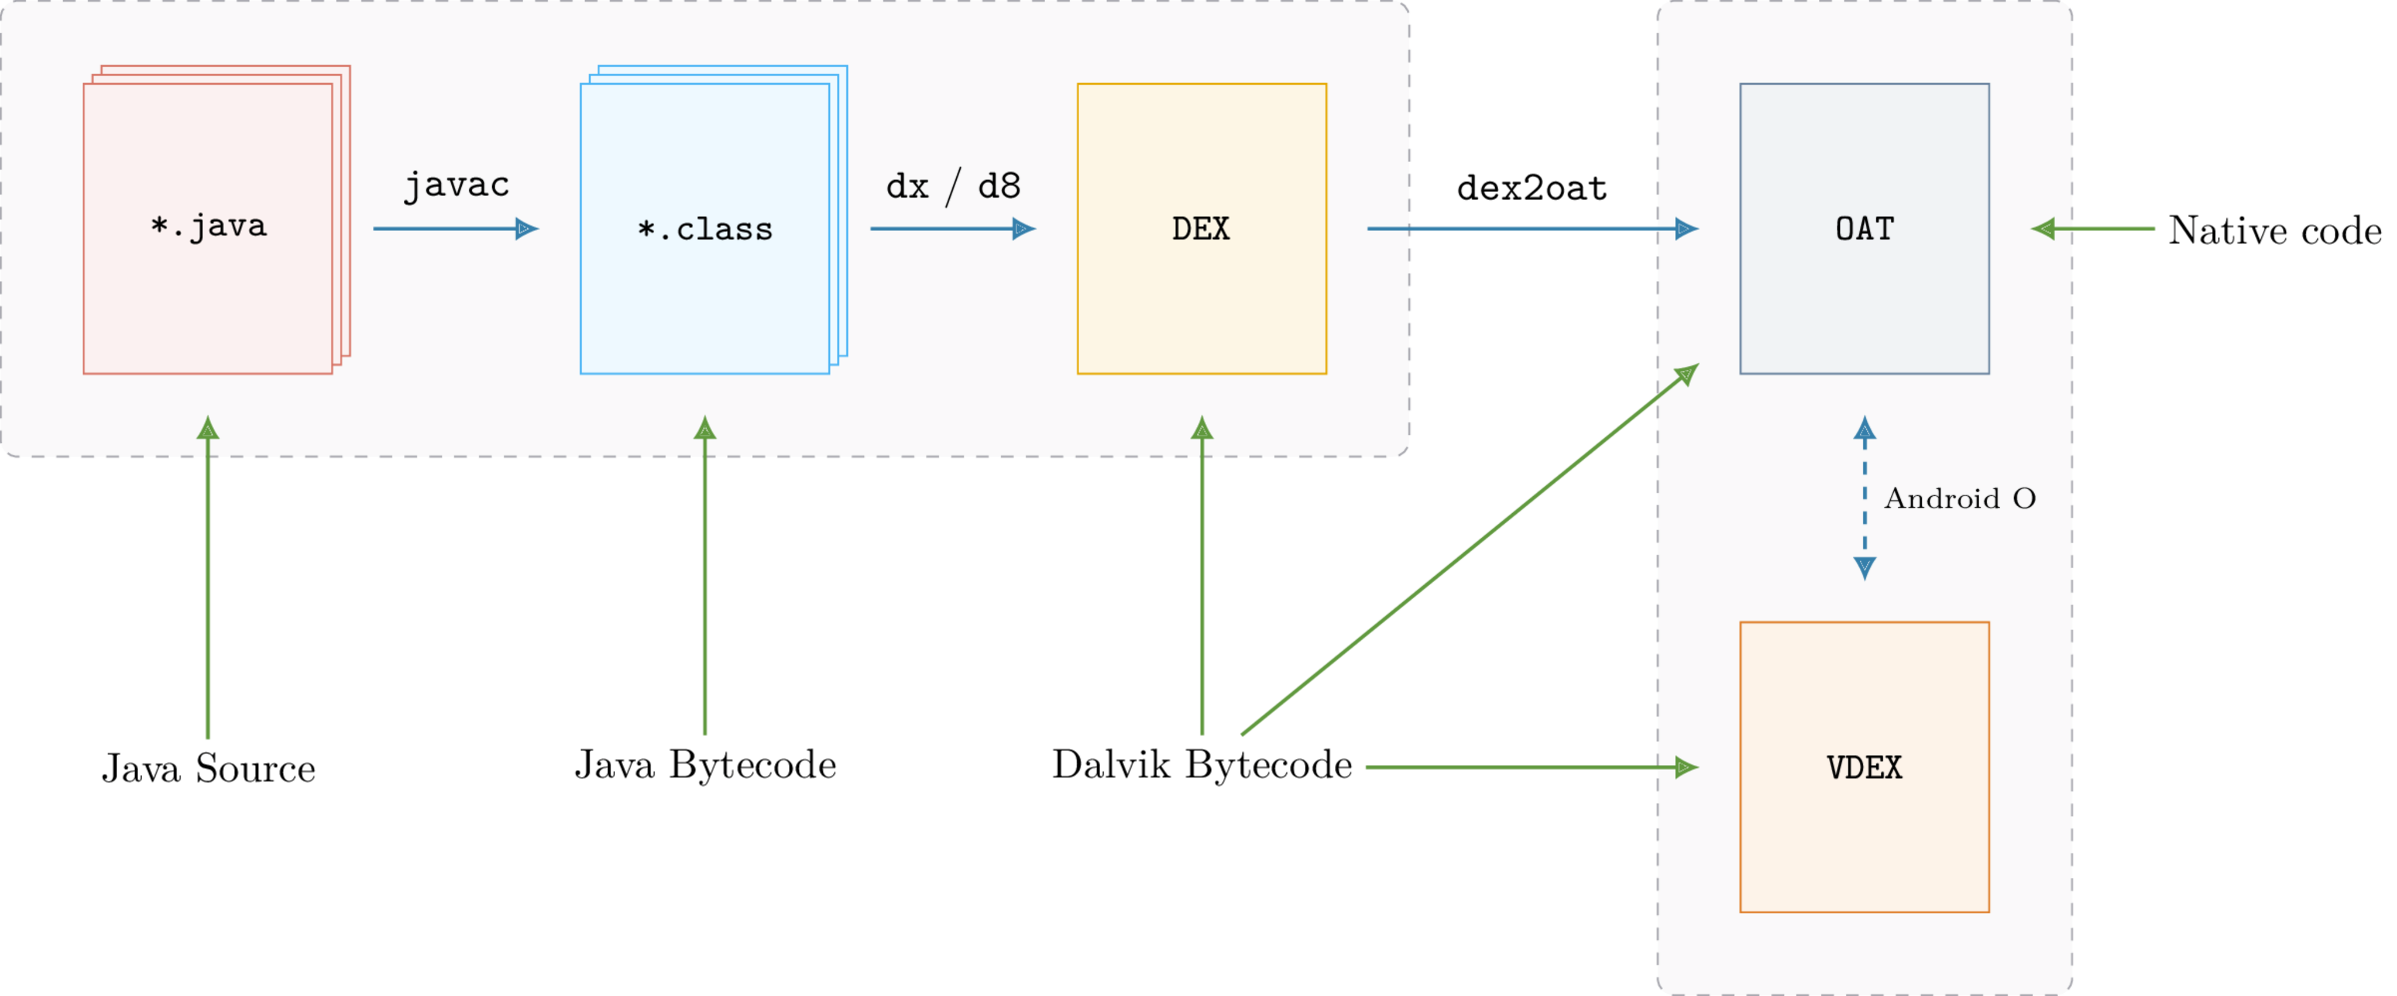 javac
dx / d8
dex2oat
*.java
*.class
DEX
OAT
Native code
Android O
Java Source
Java Bytecode
Dalvik Bytecode
VDEX